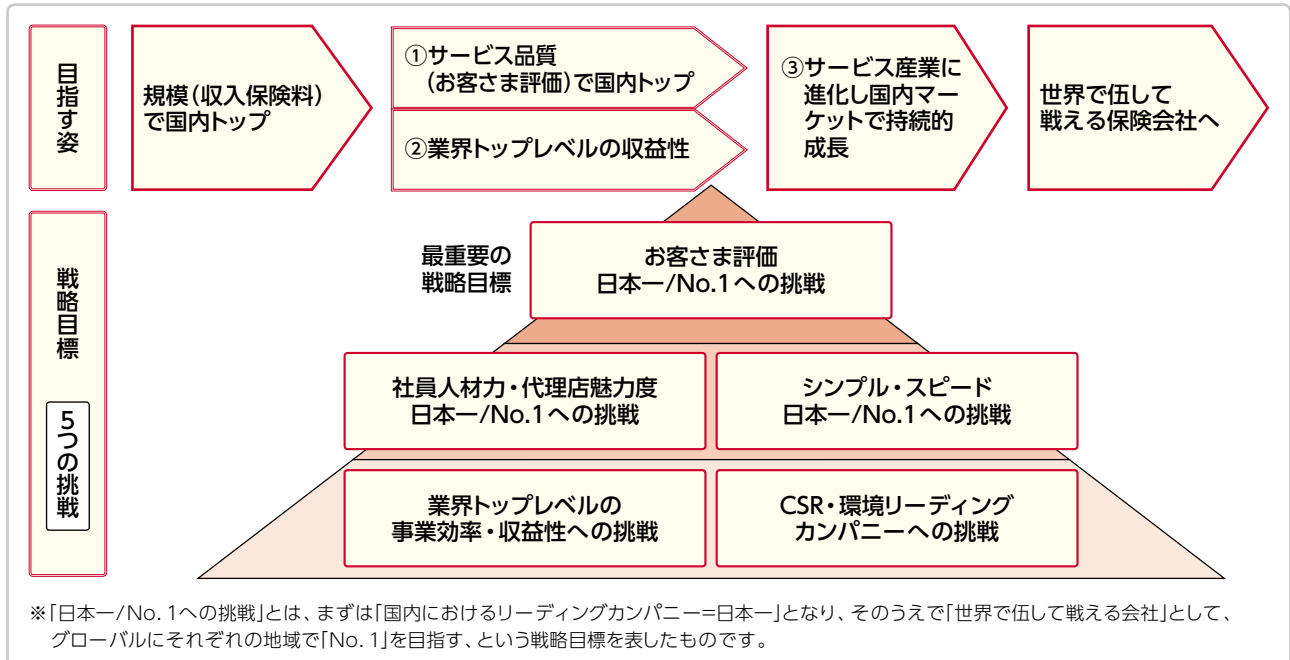 目指す姿
規模（収入保険料）
で国内トップ
①サービス品質
（お客さま評価）で国内トップ
②業界トップレベルの収益性
③サービス産業に
進化し国内マー
ケットで持続的
成長
世界で伍して
戦える保険会社へ
戦略目標
5つの挑戦
最重要の
戦略目標
お客さま評価
日本一/No.1への挑戦
社員人材力・代理店魅力度
日本一/No.1への挑戦
シンプル・スピード
日本一/No.1への挑戦
業界トップレベルの
事業効率・収益性への挑戦
CSR・環境リーディング
カンパニーへの挑戦
※「日本一/No.1への挑戦」とは、まずは「国内におけるリーディングカンパニー=日本一」となり、そのうえで「世界で伍して戦える会社」として、
グローバルにそれぞれの地域で「No.1」を目指す、という戦略目標を表したものです。